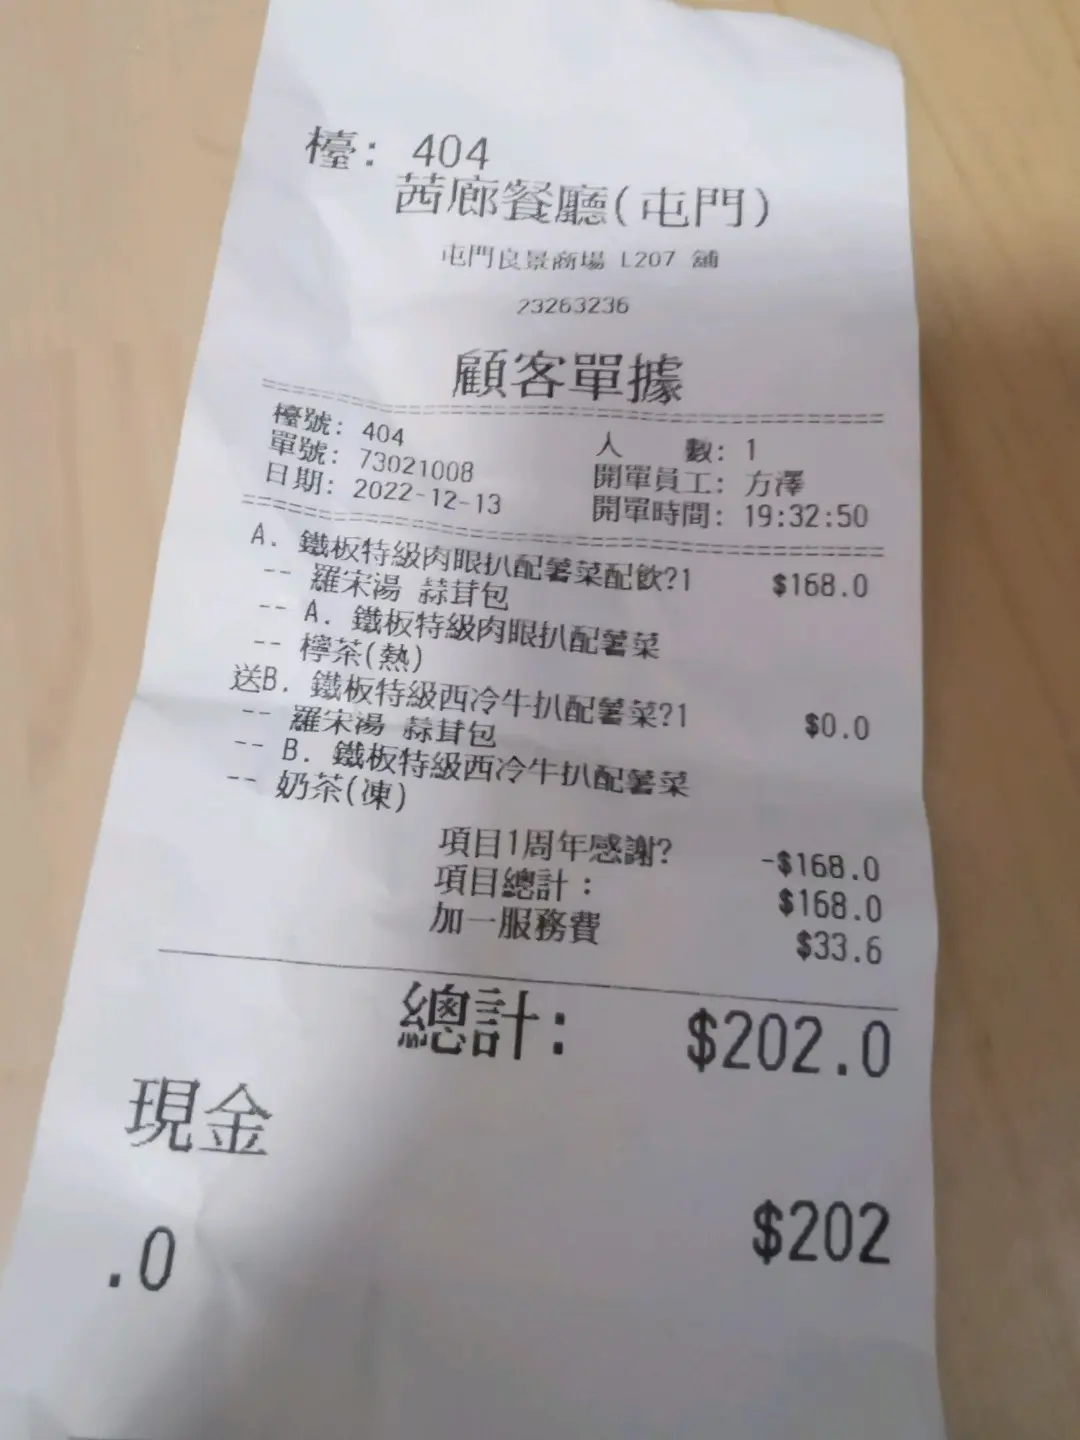 檯: 404
茜廊餐廳(屯門)
屯門良景商場 L207 舖
23263236
顧客單據
檯號: 404 人 數: 1
單號: 73021008 開單員工: 方澤
日期: 2022-12-13 開單時間: 19:32:50
A. 鐵板特級肉眼扒配薯菜配飲?1 $168.0
-- 羅宋湯 蒜茸包
-- A. 鐵板特級肉眼扒配薯菜
-- 檸茶(熱)
送B. 鐵板特級西冷牛扒配薯菜?1 $0.0
-- 羅宋湯 蒜茸包
-- B. 鐵板特級西冷牛扒配薯菜
-- 奶茶(凍)
項目1周年感謝? -$168.0
項目總計: $168.0
加一服務費 $33.6
總計: $202.0
現金
$202
.0